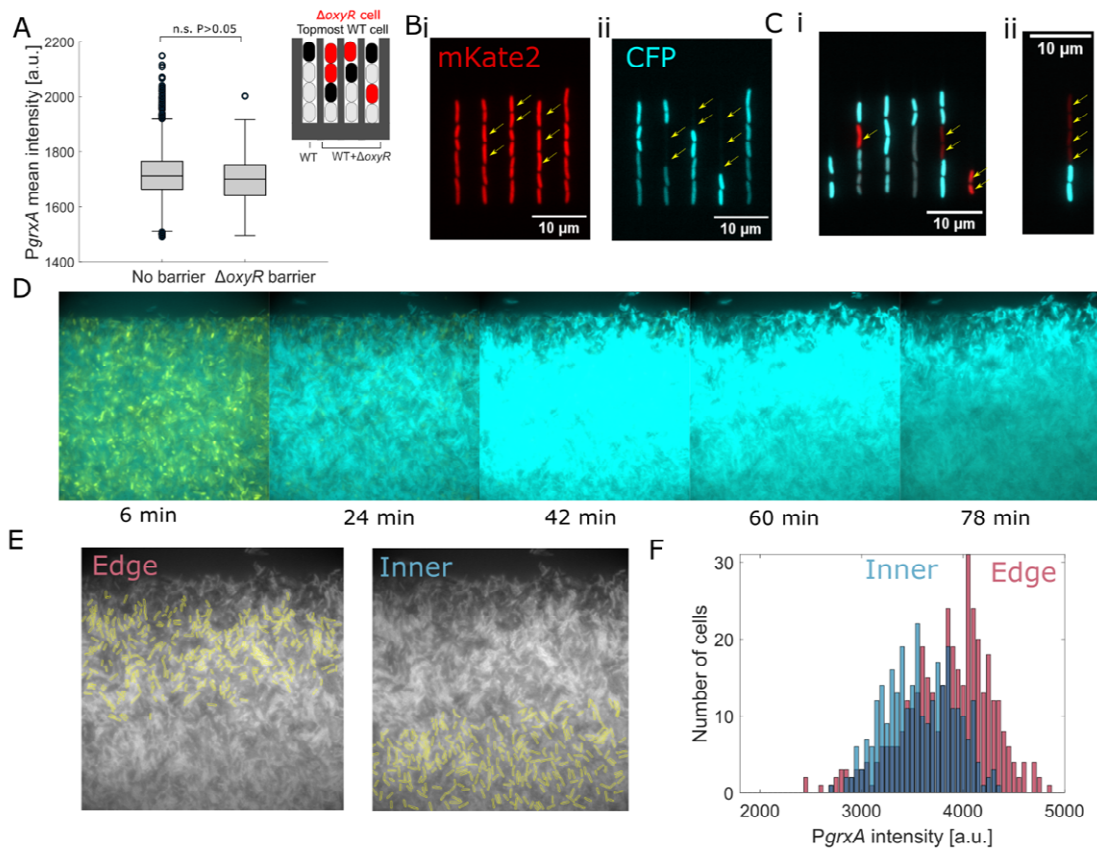 A
n.s. P>0.05
PgrxA mean intensity [a.u.]
2200
2000
1800
1600
1400
No barrier
ΔoxyR barrier
ΔoxyR cell
Topmost WT cell
WT
WT+ΔoxyR
B
i
mKate2
10 µm
ii
CFP
10 µm
C
i
10 µm
ii
10 µm
D
6 min
24 min
42 min
60 min
78 min
E
Edge
Inner
F
Inner
Edge
Number of cells
30
20
10
0
2000
3000
4000
5000
PgrxA intensity [a.u.]